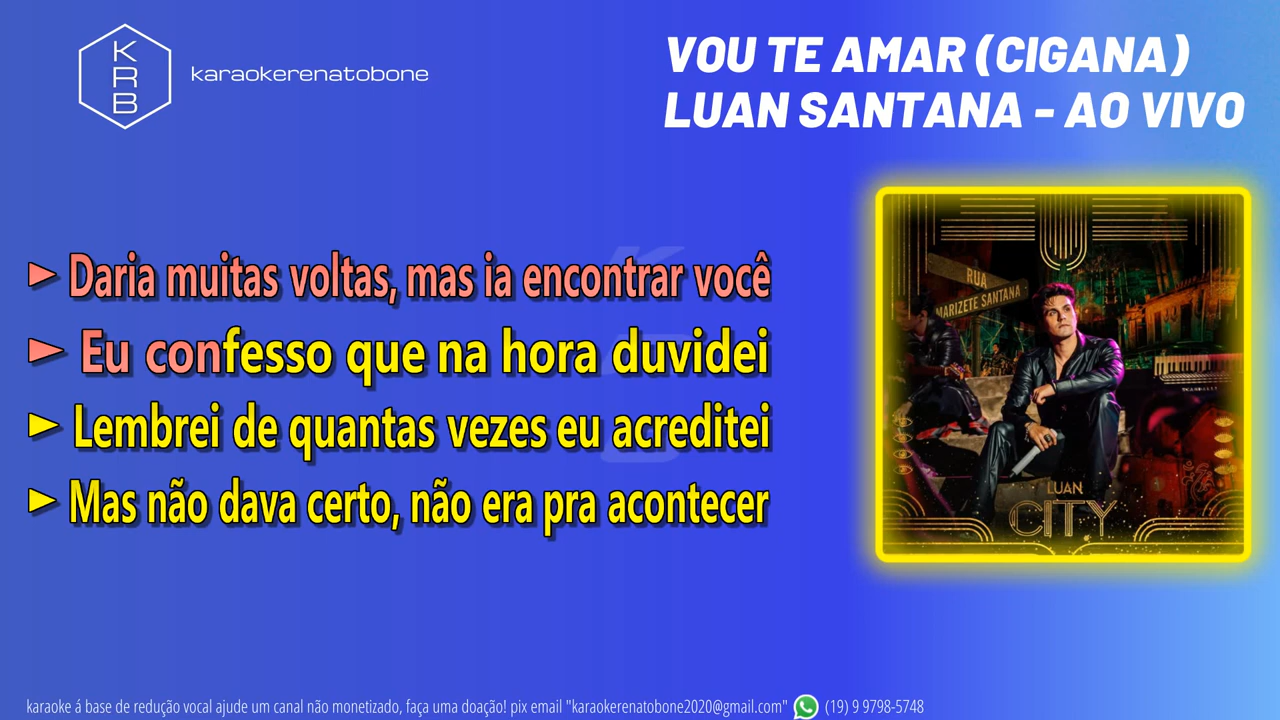 KRB
karaokerenatobone
VOU TE AMAR (CIGANA)
LUAN SANTANA - AO VIVO
Daria muitas voltas, mas ia encontrar você
Eu confesso que na hora duvidei
Lembrei de quantas vezes eu acreditei
Mas não dava certo, não era pra acontecer
RUA
MARIZETE SANTANA
LUAN
CITY
karaoke á base de redução vocal ajude um canal não monetizado, faça uma doação! pix email "karaokerenatobone2020@gmail.com" (19) 9 9798-5748